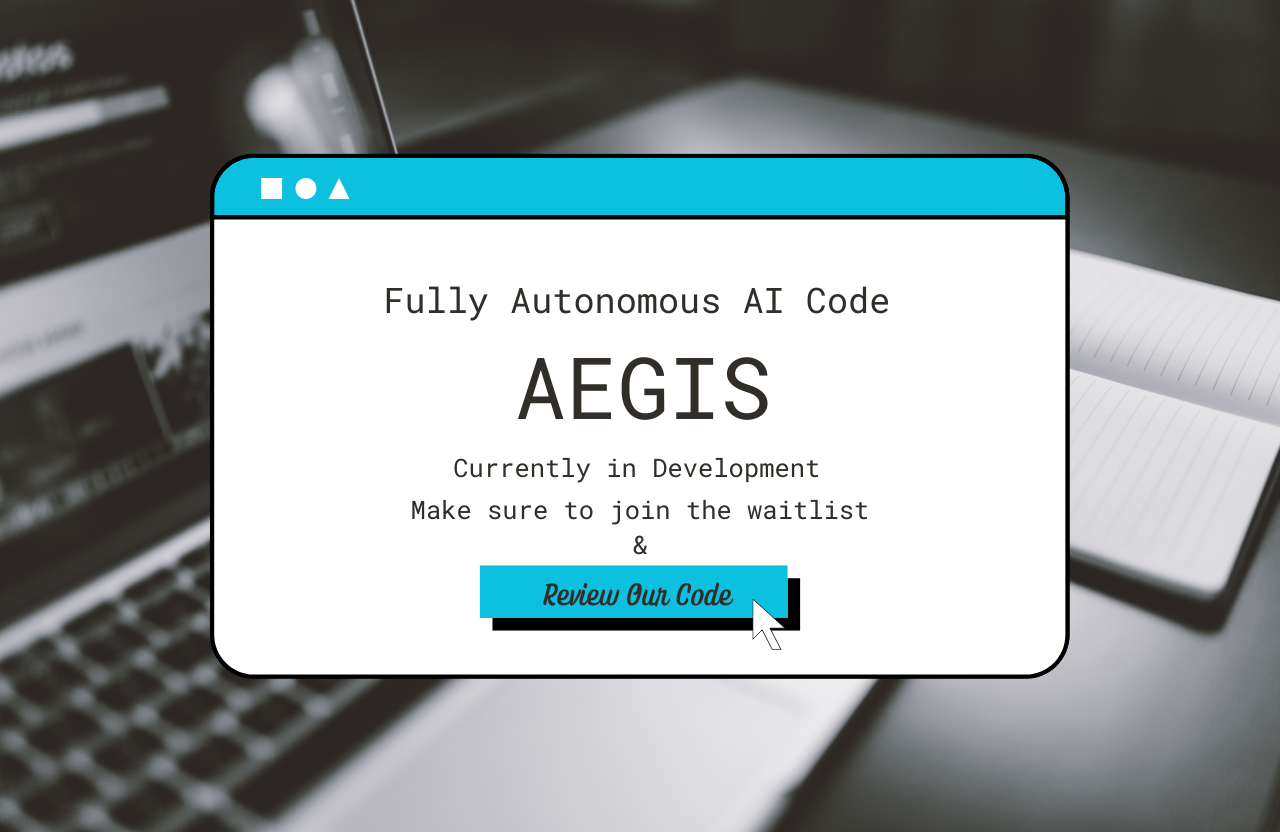 Fully Autonomous AI Code
AEGIS
Currently in Development
Make sure to join the waitlist
&
Review Our Code